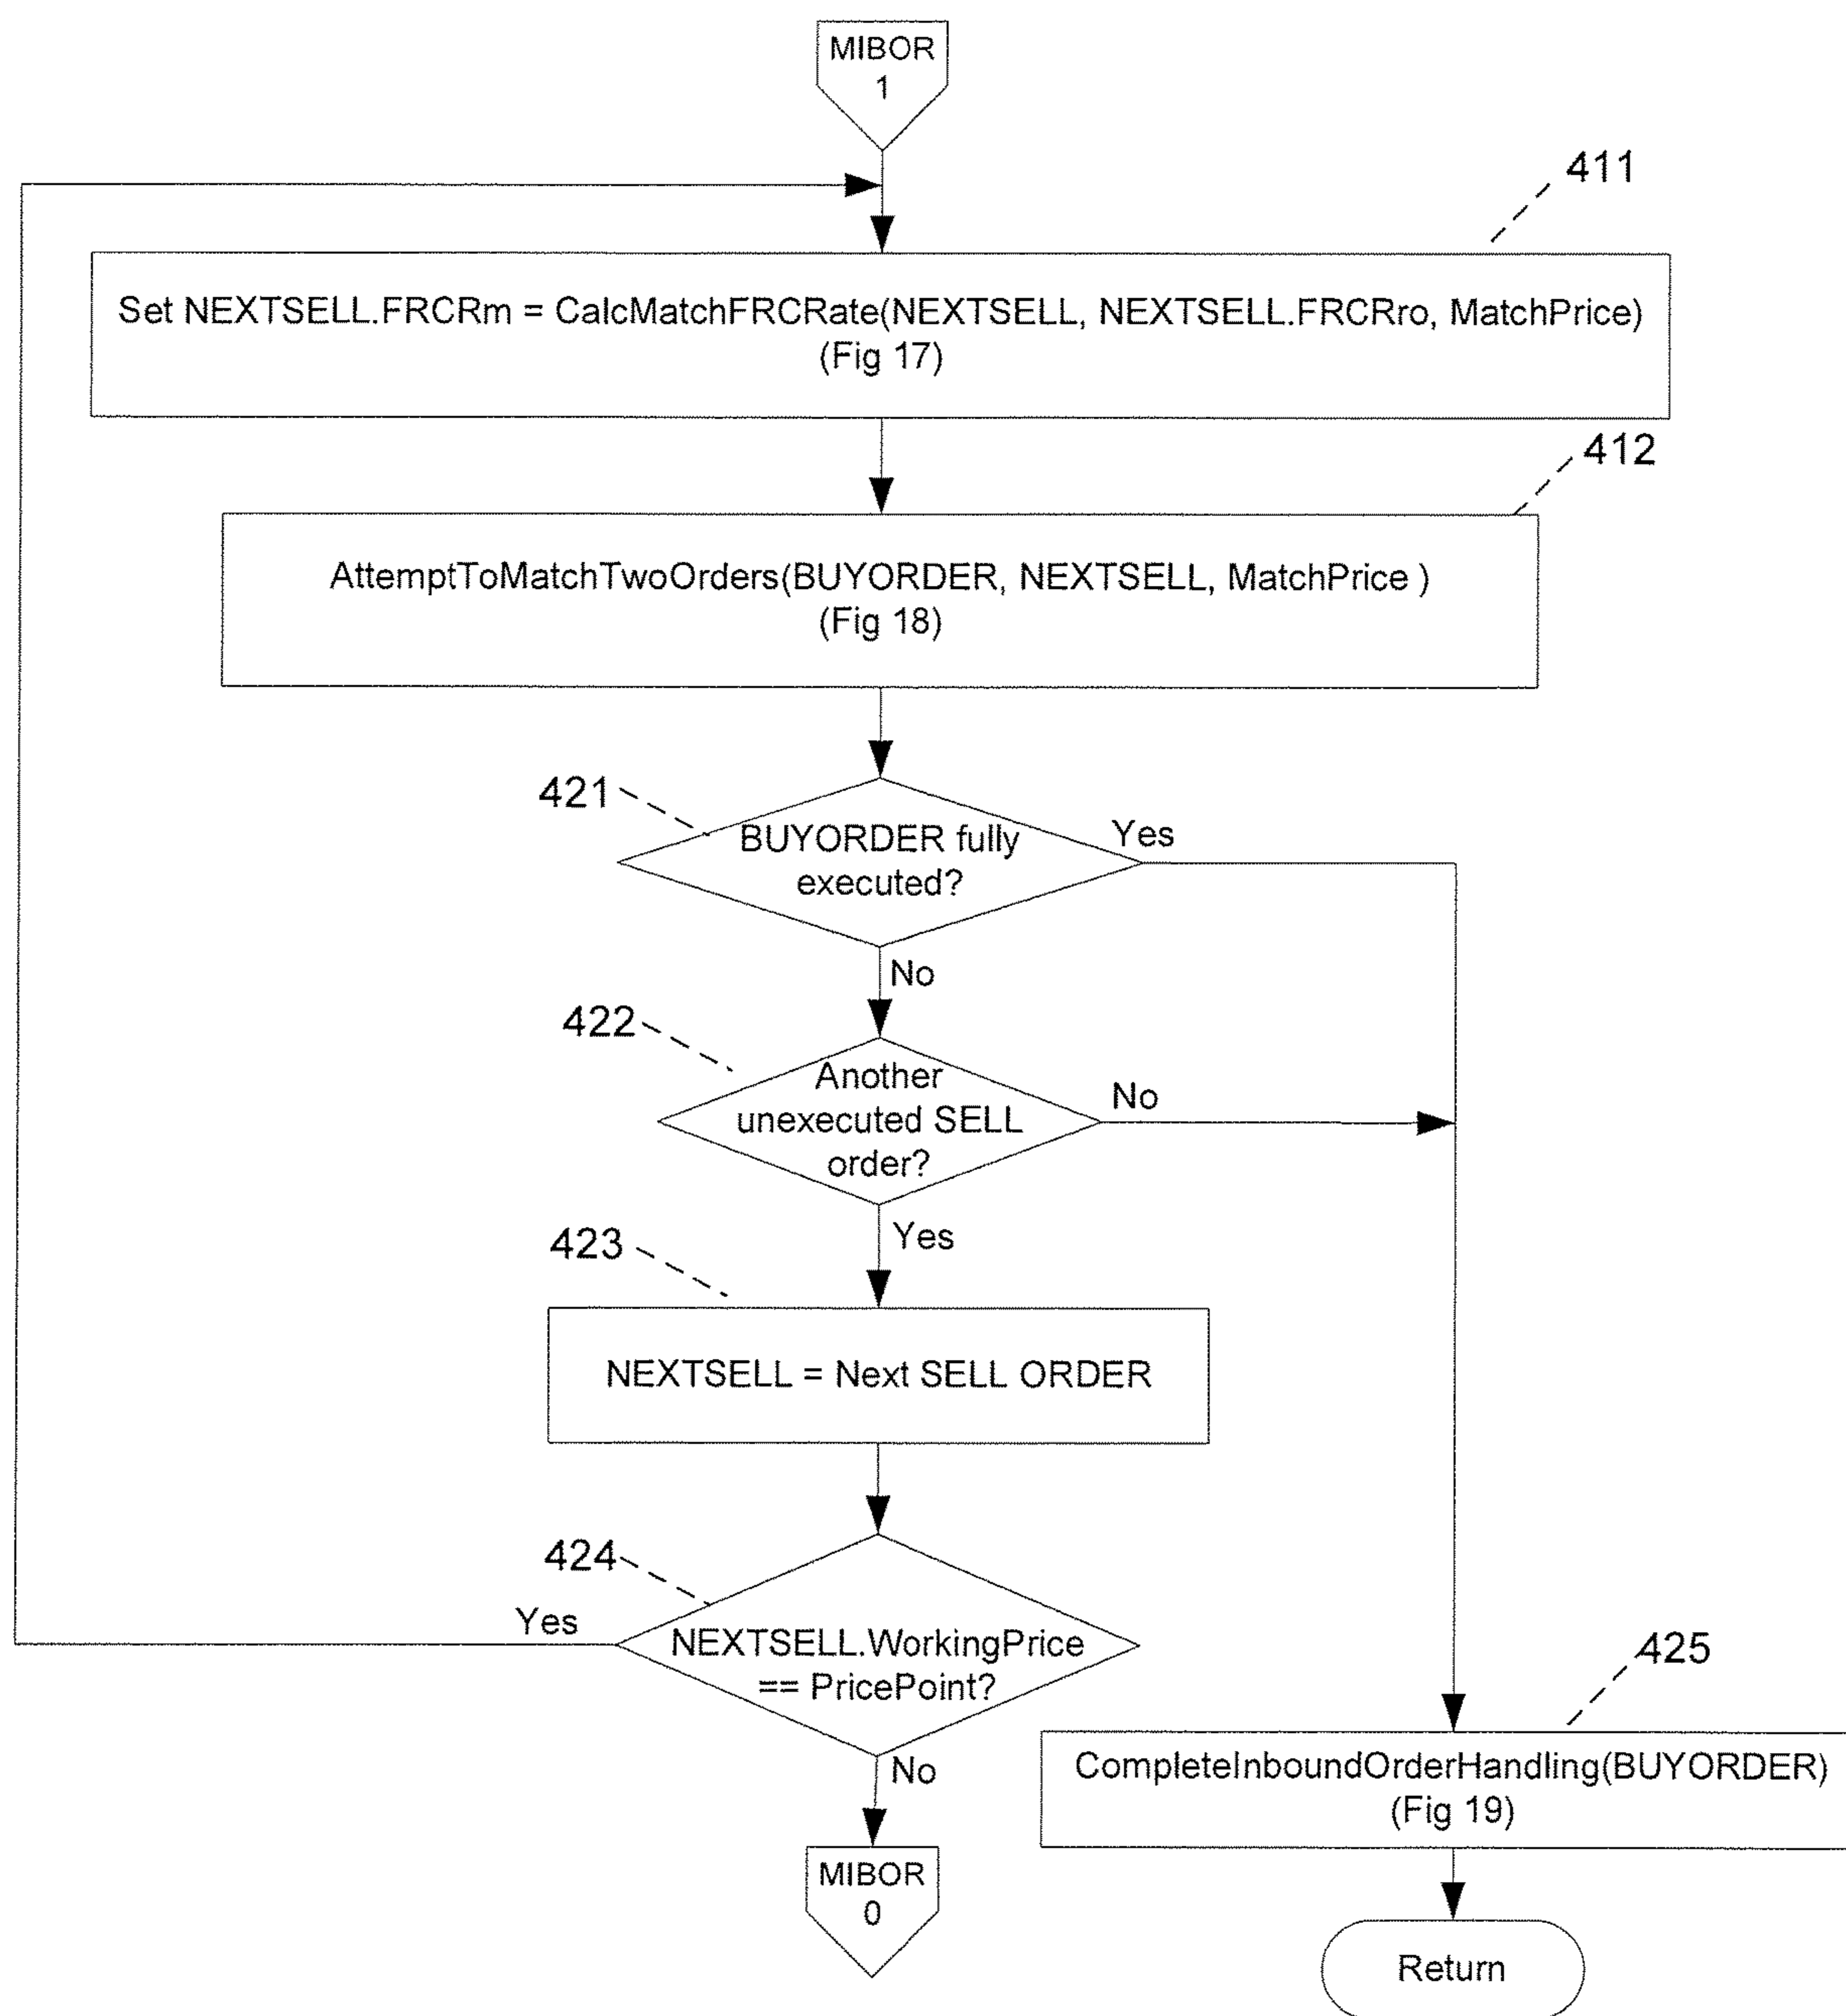 MIBOR
1
411
Set NEXTSELL.FRCRm = CalcMatchFRCRate(NEXTSELL, NEXTSELL.FRCRro, MatchPrice)
(Fig 17)
412
AttemptToMatchTwoOrders(BUYORDER, NEXTSELL, MatchPrice )
(Fig 18)
421
BUYORDER fully
executed?
Yes
No
422
Another
unexecuted SELL
order?
No
Yes
423
NEXTSELL = Next SELL ORDER
424
Yes
NEXTSELL.WorkingPrice
== PricePoint?
No
425
CompleteInboundOrderHandling(BUYORDER)
(Fig 19)
MIBOR
0
Return